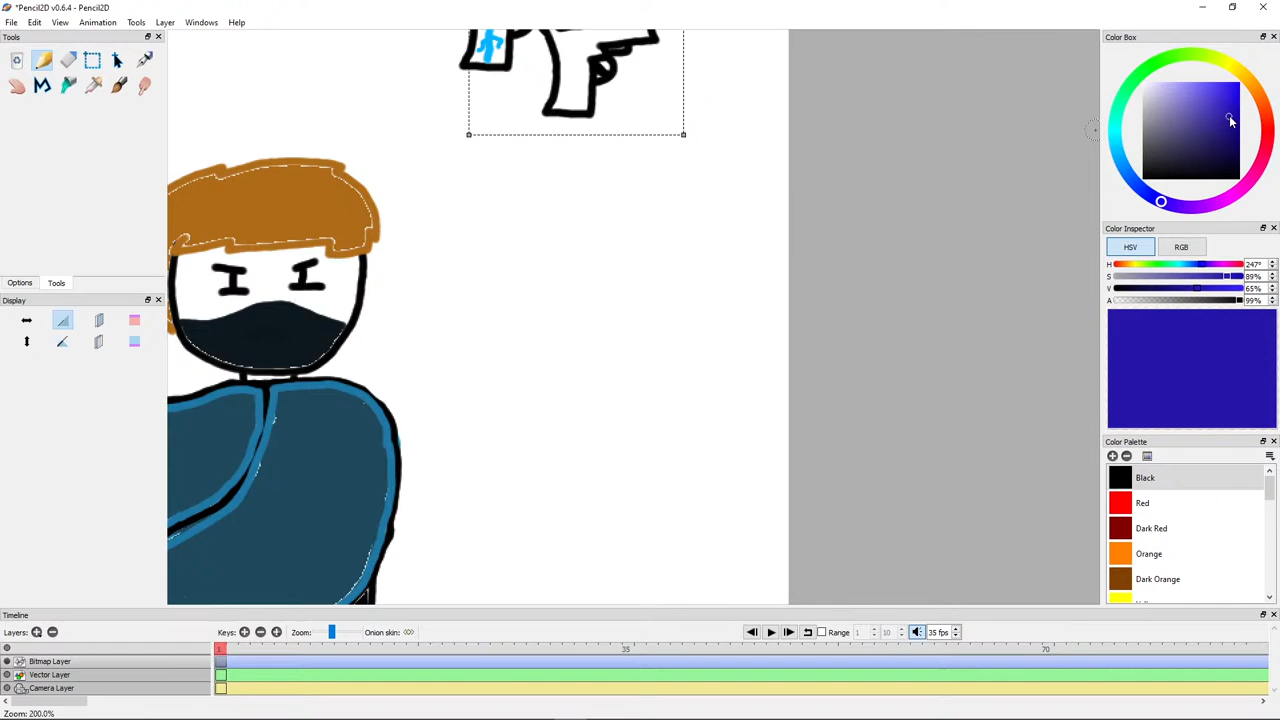 *Pencil2D v0.6.4 - Pencil2D
File Edit View Animation Tools Layer Windows Help
Tools
Color Box
Options Tools
Display
Color Inspector
HSV RGB
H 247°
S 89%
V 65%
A 99%
Color Palette
Black
Red
Dark Red
Orange
Dark Orange
Timeline
Layers: Keys: Zoom: Onion skin: Range 1 10 35 fps
1 35 70
Bitmap Layer
Vector Layer
Camera Layer
Zoom: 200.0%